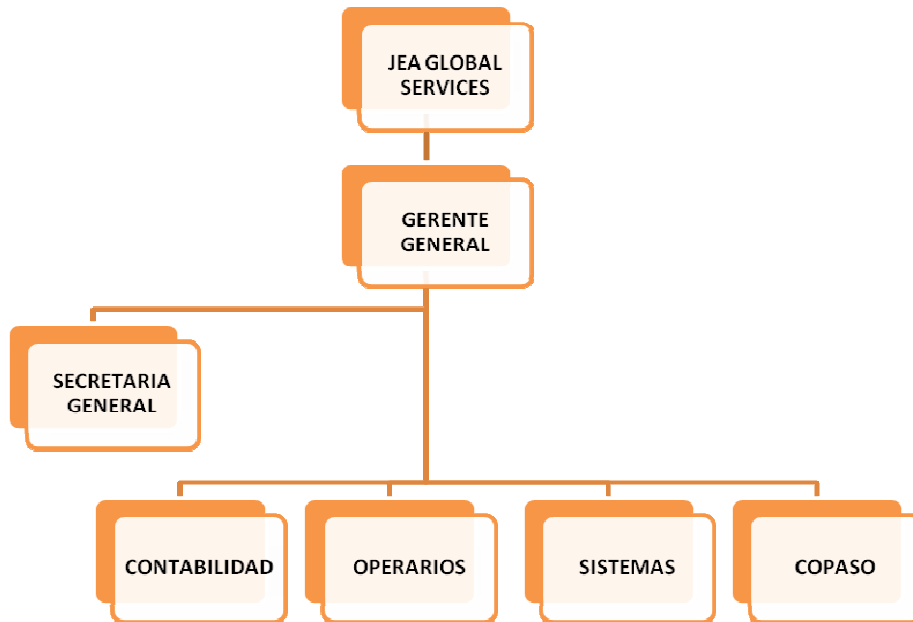 JEA GLOBAL
SERVICES
GERENTE
GENERAL
SECRETARIA
GENERAL
CONTABILIDAD
OPERARIOS
SISTEMAS
COPASO